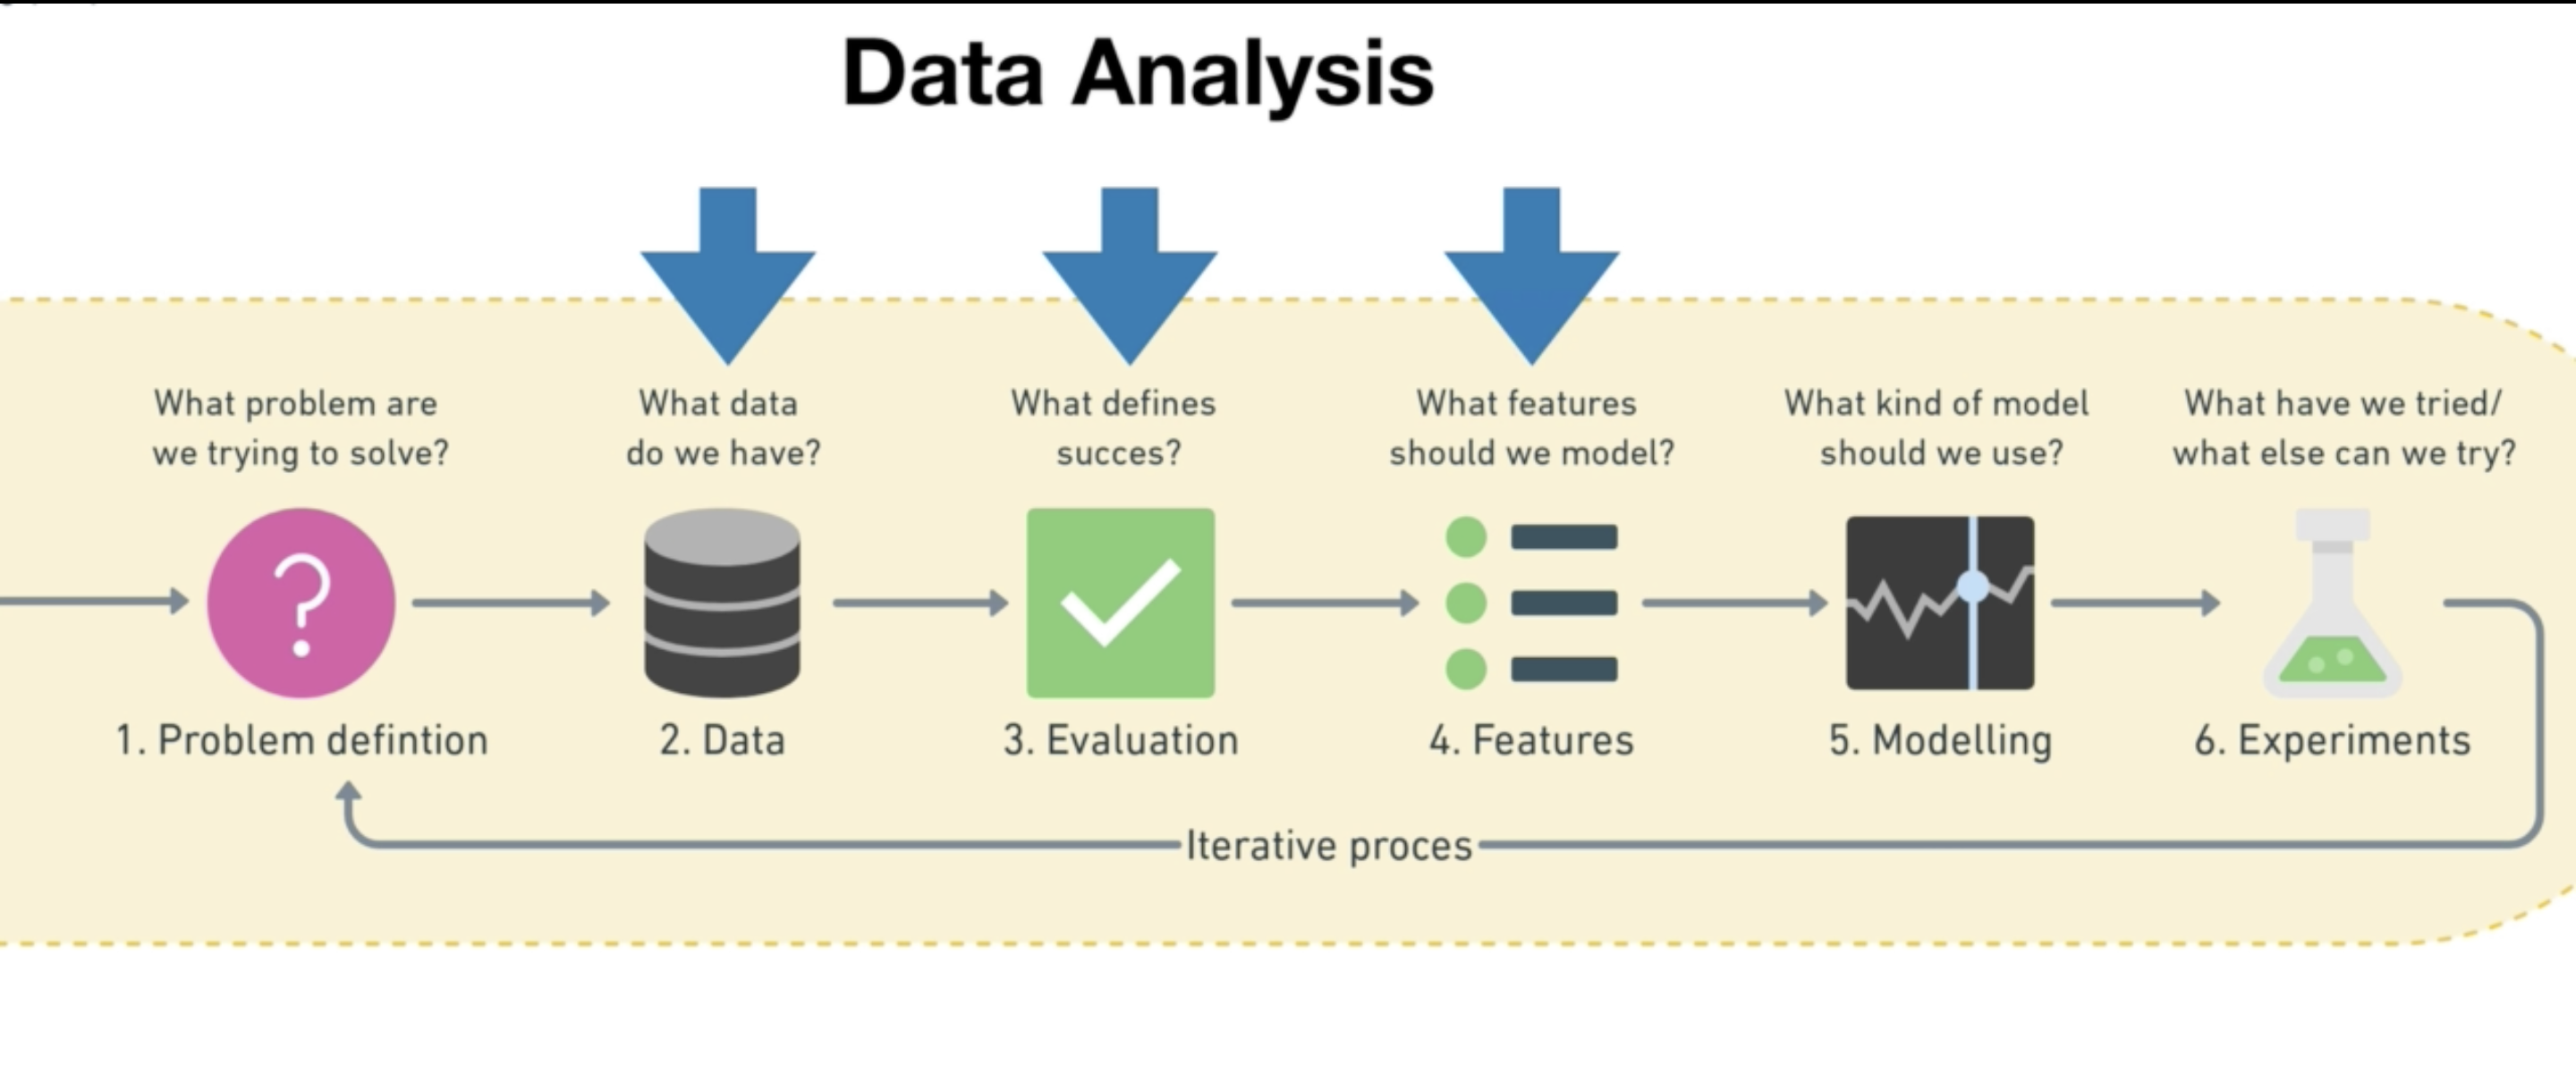 Data Analysis
What problem are
we trying to solve?
What data
do we have?
What defines
succes?
What features
should we model?
What kind of model
should we use?
What have we tried/
what else can we try?
1. Problem defintion
2. Data
3. Evaluation
4. Features
5. Modelling
6. Experiments
Iterative proces